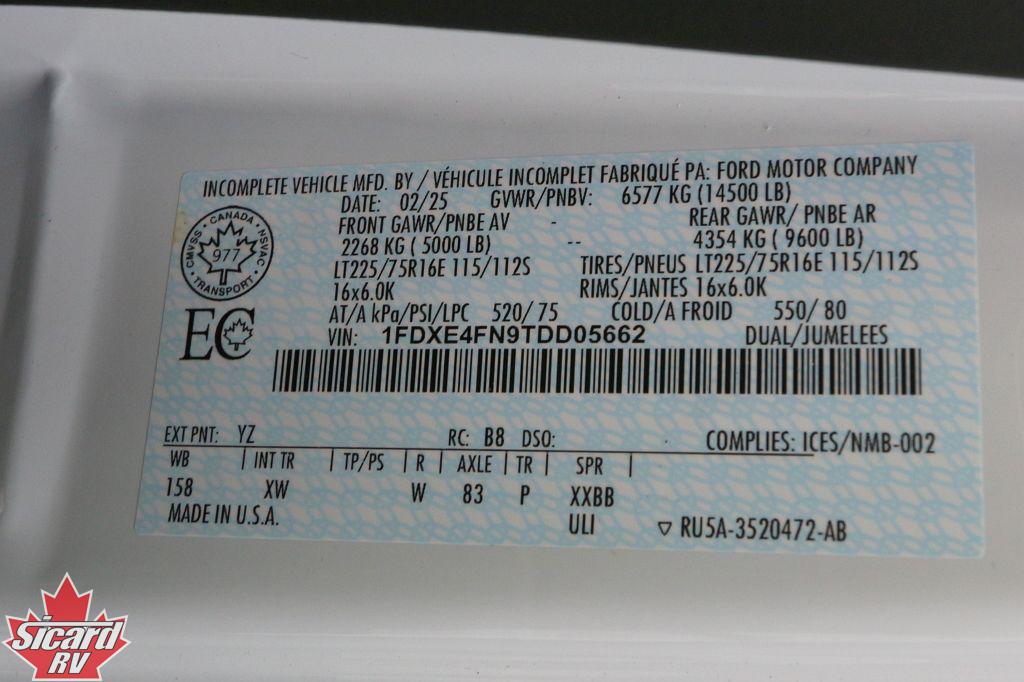 INCOMPLETE VEHICLE MFD. BY / VÉHICULE INCOMPLET FABRIQUÉ PA: FORD MOTOR COMPANY
DATE: 02/25 GVWR/PNBV: 6577 KG (14500 LB)
FRONT GAWR/PNBE AV - REAR GAWR/ PNBE AR
2268 KG ( 5000 LB) -- 4354 KG ( 9600 LB)
LT225/75R16E 115/112S TIRES/PNEUS LT225/75R16E 115/112S
16x6.0K RIMS/JANTES 16x6.0K
AT/A kPa/PSI/LPC 520/ 75 COLD/A FROID 550/ 80
VIN: 1FDXE4FN9TDD05662 DUAL/JUMELEES
CANADA
CMVSS NSVAC
977
TRANSPORT
EC
EXT PNT: YZ RC: B8 DSO: COMPLIES: ICES/NMB-002
WB | INT TR | TP/PS | R | AXLE | TR | SPR |
158 XW W 83 P XXBB
MADE IN U.S.A. ULI ▽ RU5A-3520472-AB
Sicard
RV